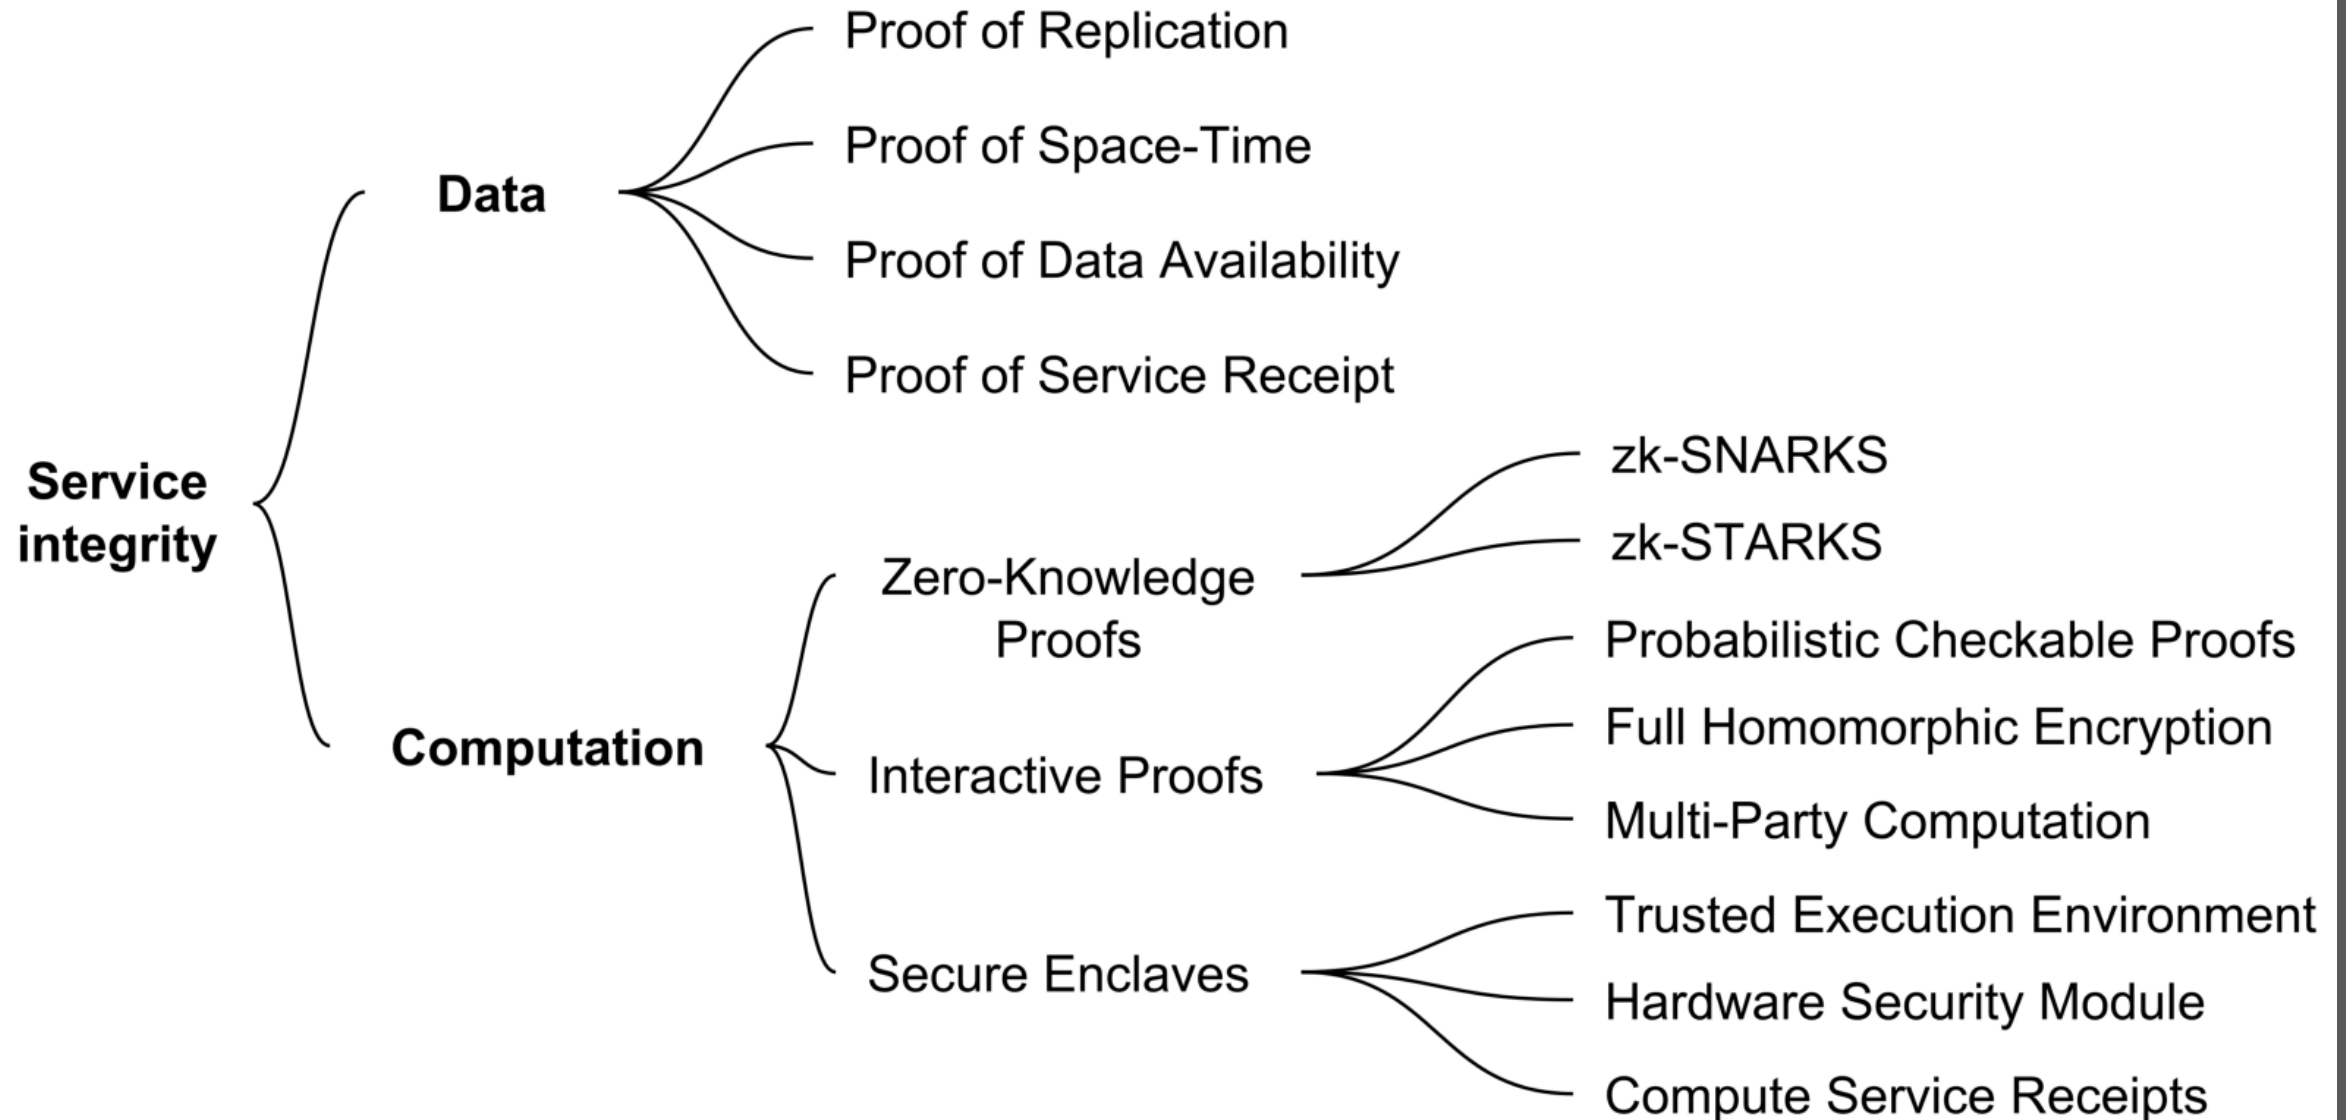 Proof of Replication
Proof of Space-Time
Data
Proof of Data Availability
Proof of Service Receipt
Service
integrity
zk-SNARKS
zk-STARKS
Zero-Knowledge
Proofs
Probabilistic Checkable Proofs
Full Homomorphic Encryption
Computation
Interactive Proofs
Multi-Party Computation
Trusted Execution Environment
Secure Enclaves
Hardware Security Module
Compute Service Receipts